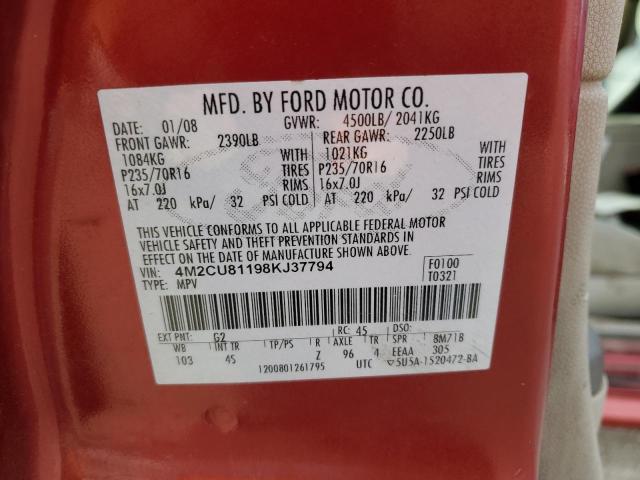 MFD. BY FORD MOTOR CO.
DATE: 01/08 GVWR: 4500LB/ 2041KG
FRONT GAWR: 2390LB REAR GAWR: 2250LB
1084KG WITH 1021KG WITH
P235/70R16 TIRES P235/70R16 TIRES
16x7.0J RIMS 16x7.0J RIMS
AT 220 kPa/ 32 PSI COLD AT 220 kPa/ 32 PSI COLD
THIS VEHICLE CONFORMS TO ALL APPLICABLE FEDERAL MOTOR
VEHICLE SAFETY AND THEFT PREVENTION STANDARDS IN
EFFECT ON THE DATE OF MANUFACTURE SHOWN ABOVE.
VIN: 4M2CU81198KJ37794 F0100
TYPE: MPV T0321
EXT PNT: G2 RC: 45 DSO:
WB INT TR TP/PS R AXLE TR SPR 8M71B
103 4S Z 96 4 EEAA 305
1200801261795 UTC 5U5A-1520472-BA